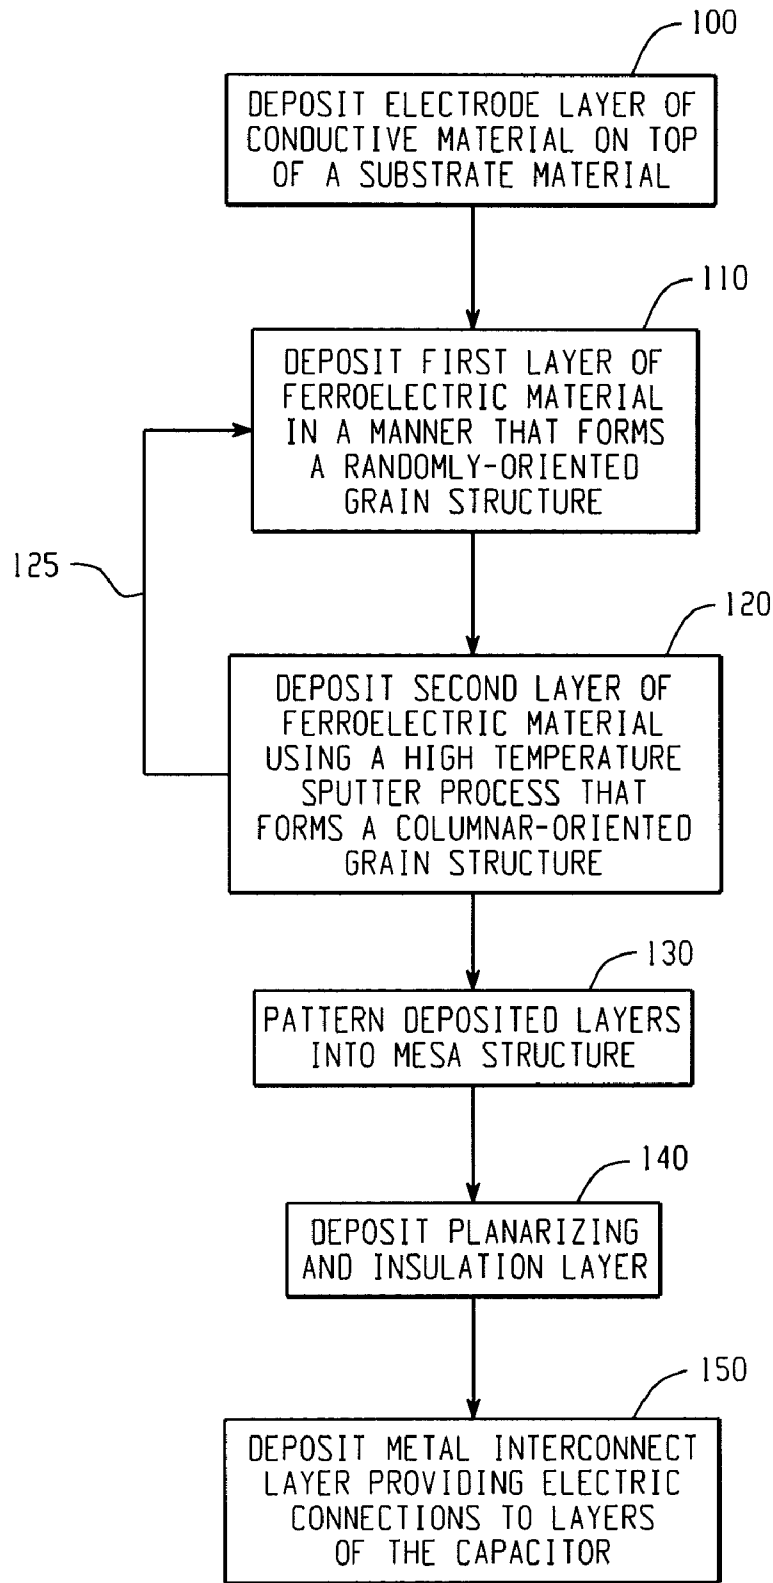 100
DEPOSIT ELECTRODE LAYER OF
CONDUCTIVE MATERIAL ON TOP
OF A SUBSTRATE MATERIAL
110
DEPOSIT FIRST LAYER OF
FERROELECTRIC MATERIAL
IN A MANNER THAT FORMS
A RANDOMLY-ORIENTED
GRAIN STRUCTURE
125
120
DEPOSIT SECOND LAYER OF
FERROELECTRIC MATERIAL
USING A HIGH TEMPERATURE
SPUTTER PROCESS THAT
FORMS A COLUMNAR-ORIENTED
GRAIN STRUCTURE
130
PATTERN DEPOSITED LAYERS
INTO MESA STRUCTURE
140
DEPOSIT PLANARIZING
AND INSULATION LAYER
150
DEPOSIT METAL INTERCONNECT
LAYER PROVIDING ELECTRIC
CONNECTIONS TO LAYERS
OF THE CAPACITOR